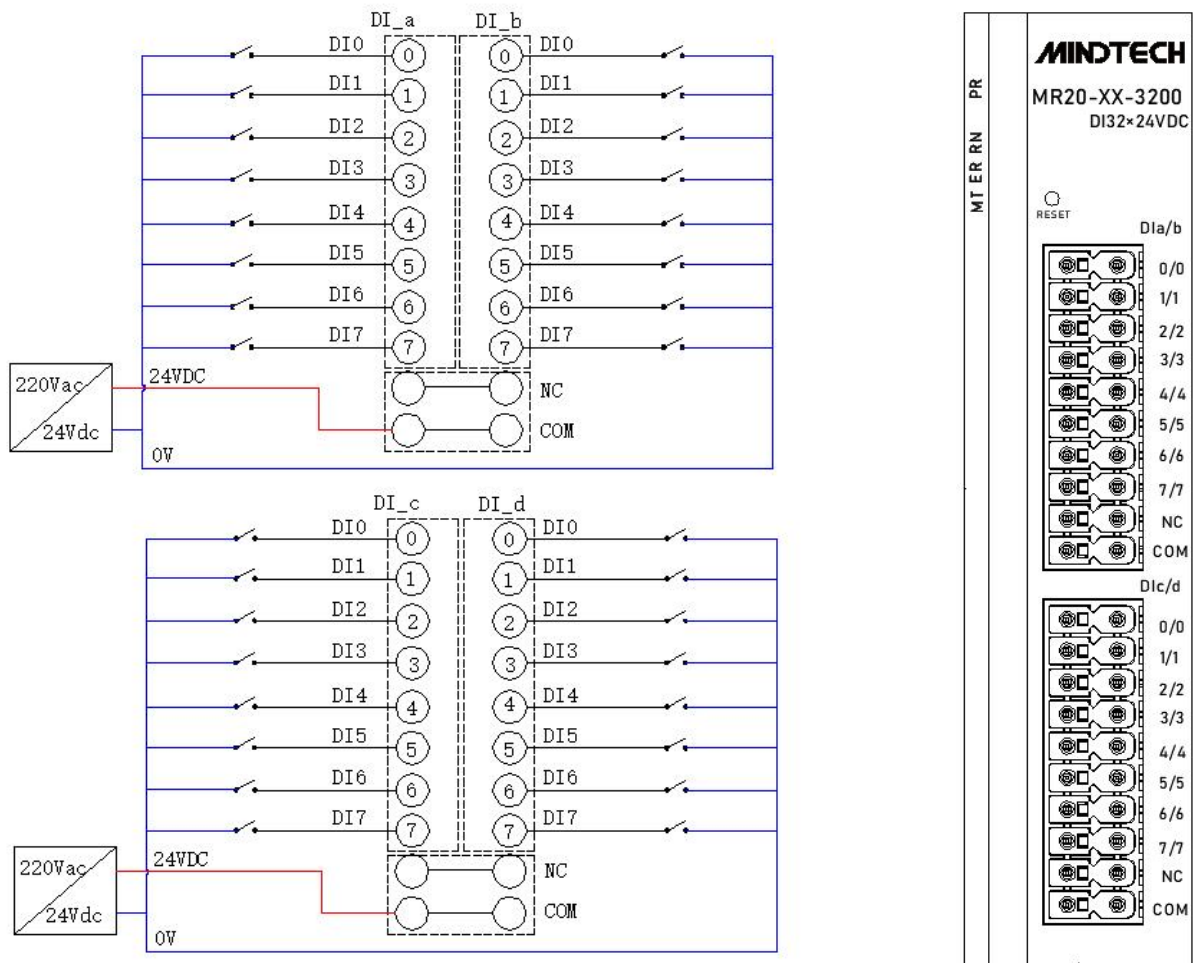 DI_a DI_b
DI0 0 0 DI0
DI1 1 1 DI1
DI2 2 2 DI2
DI3 3 3 DI3
DI4 4 4 DI4
DI5 5 5 DI5
DI6 6 6 DI6
DI7 7 7 DI7
220Vac
24Vdc
24VDC
NC
COM
0V
DI_c DI_d
DI0 0 0 DI0
DI1 1 1 DI1
DI2 2 2 DI2
DI3 3 3 DI3
DI4 4 4 DI4
DI5 5 5 DI5
DI6 6 6 DI6
DI7 7 7 DI7
220Vac
24Vdc
24VDC
NC
COM
0V
MT ER RN PR
MINDTECH
MR20-XX-3200
DI32×24VDC
RESET
DIa/b
0/0
1/1
2/2
3/3
4/4
5/5
6/6
7/7
NC
COM
DIc/d
0/0
1/1
2/2
3/3
4/4
5/5
6/6
7/7
NC
COM